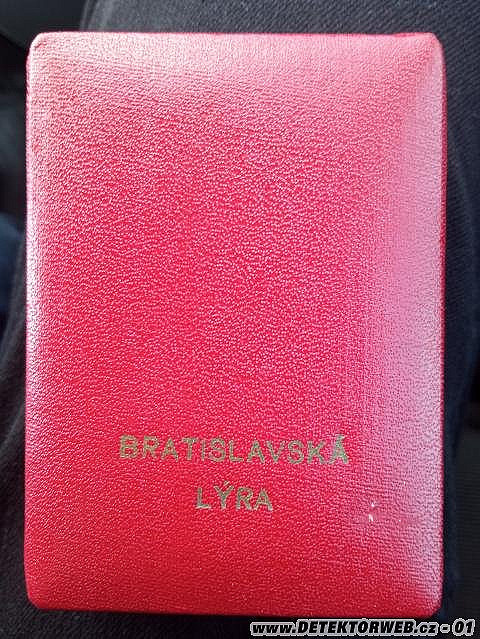 BRATISLAVSKÁ
LÝRA
www.DETEKTORWEB.cz - 01